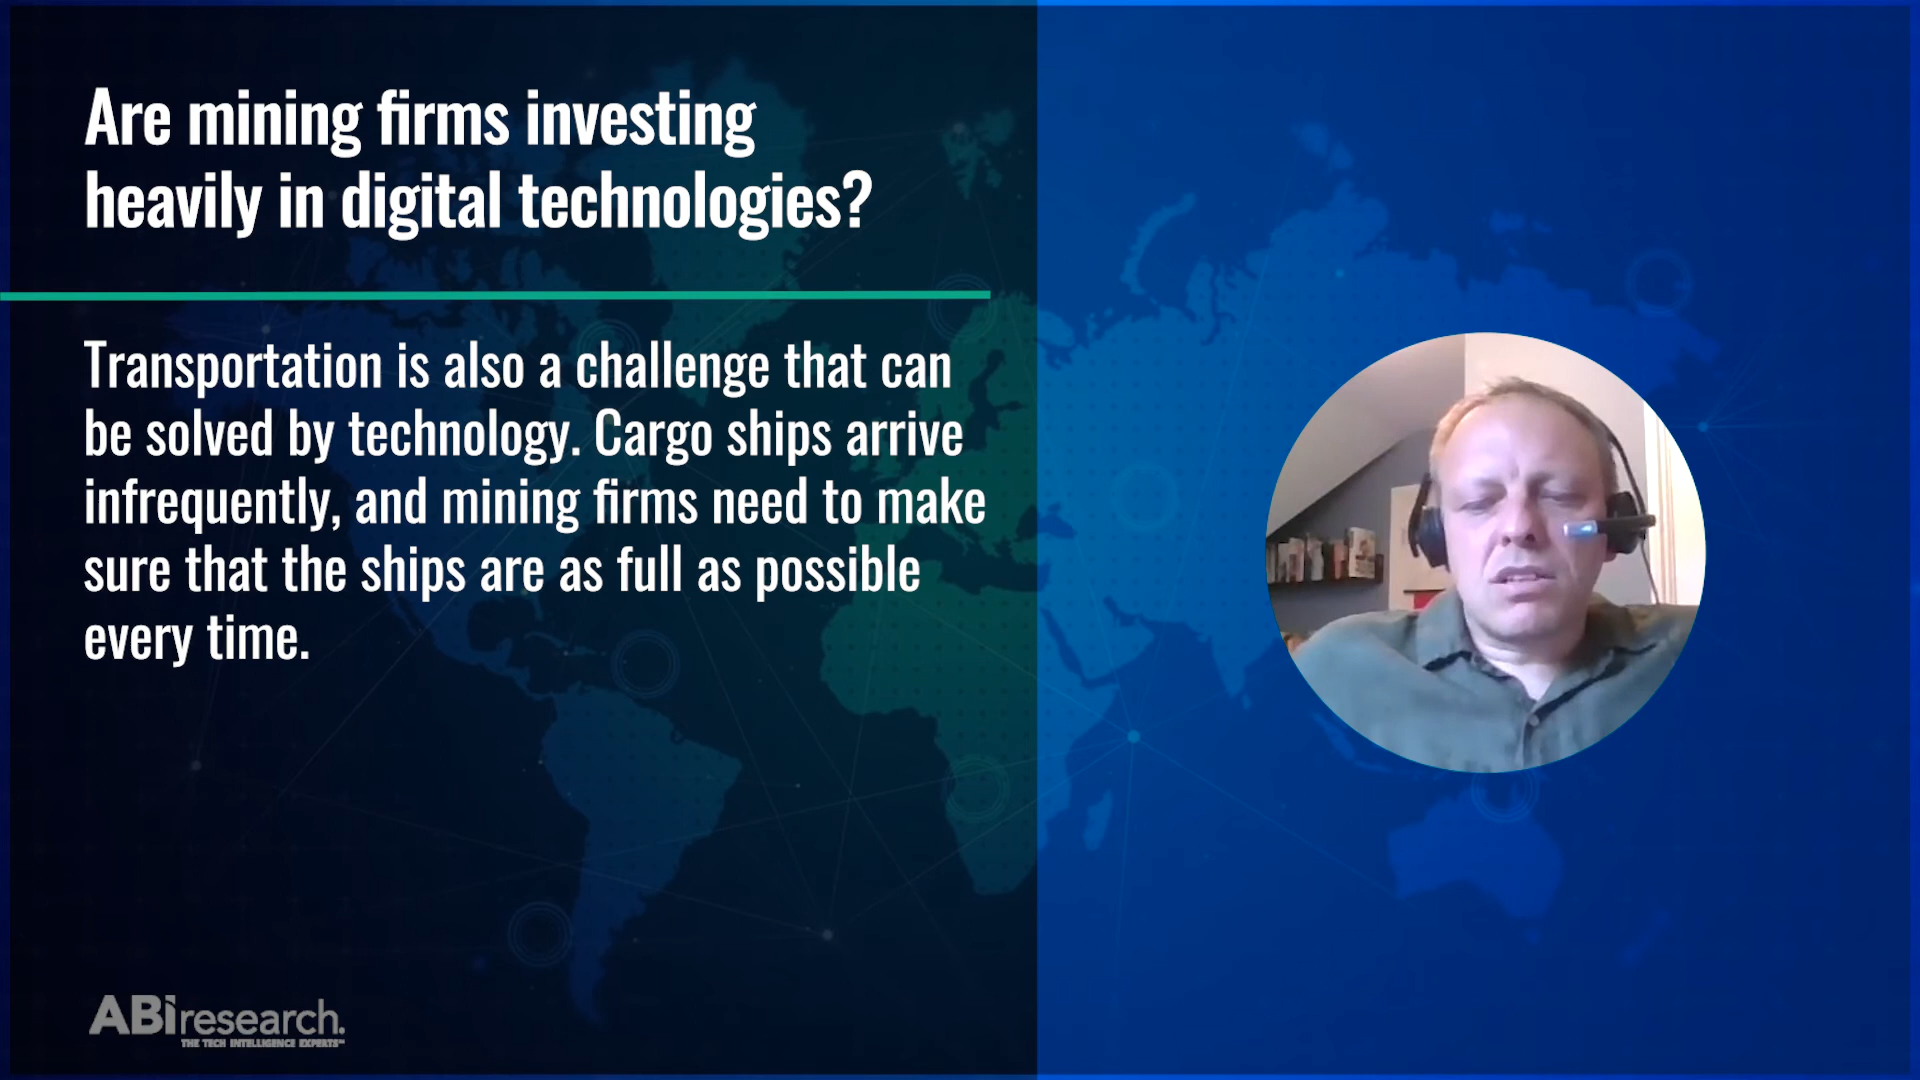 Are mining firms investing
heavily in digital technologies?
Transportation is also a challenge that can
be solved by technology. Cargo ships arrive
infrequently, and mining firms need to make
sure that the ships are as full as possible
every time.
ABiresearch.
THE TECH INTELLIGENCE EXPERTS℠